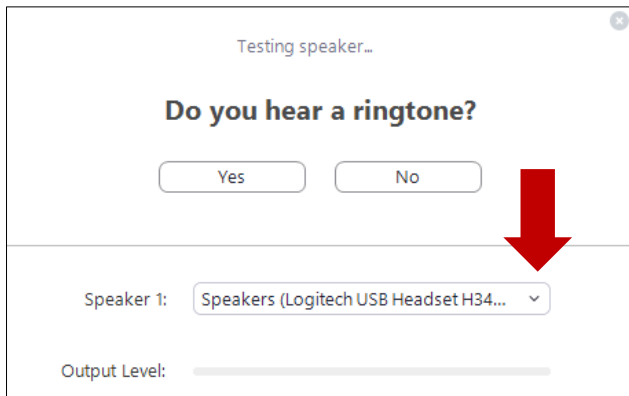 Testing speaker...
Do you hear a ringtone?
Yes No
Speaker 1: Speakers (Logitech USB Headset H34...
Output Level: